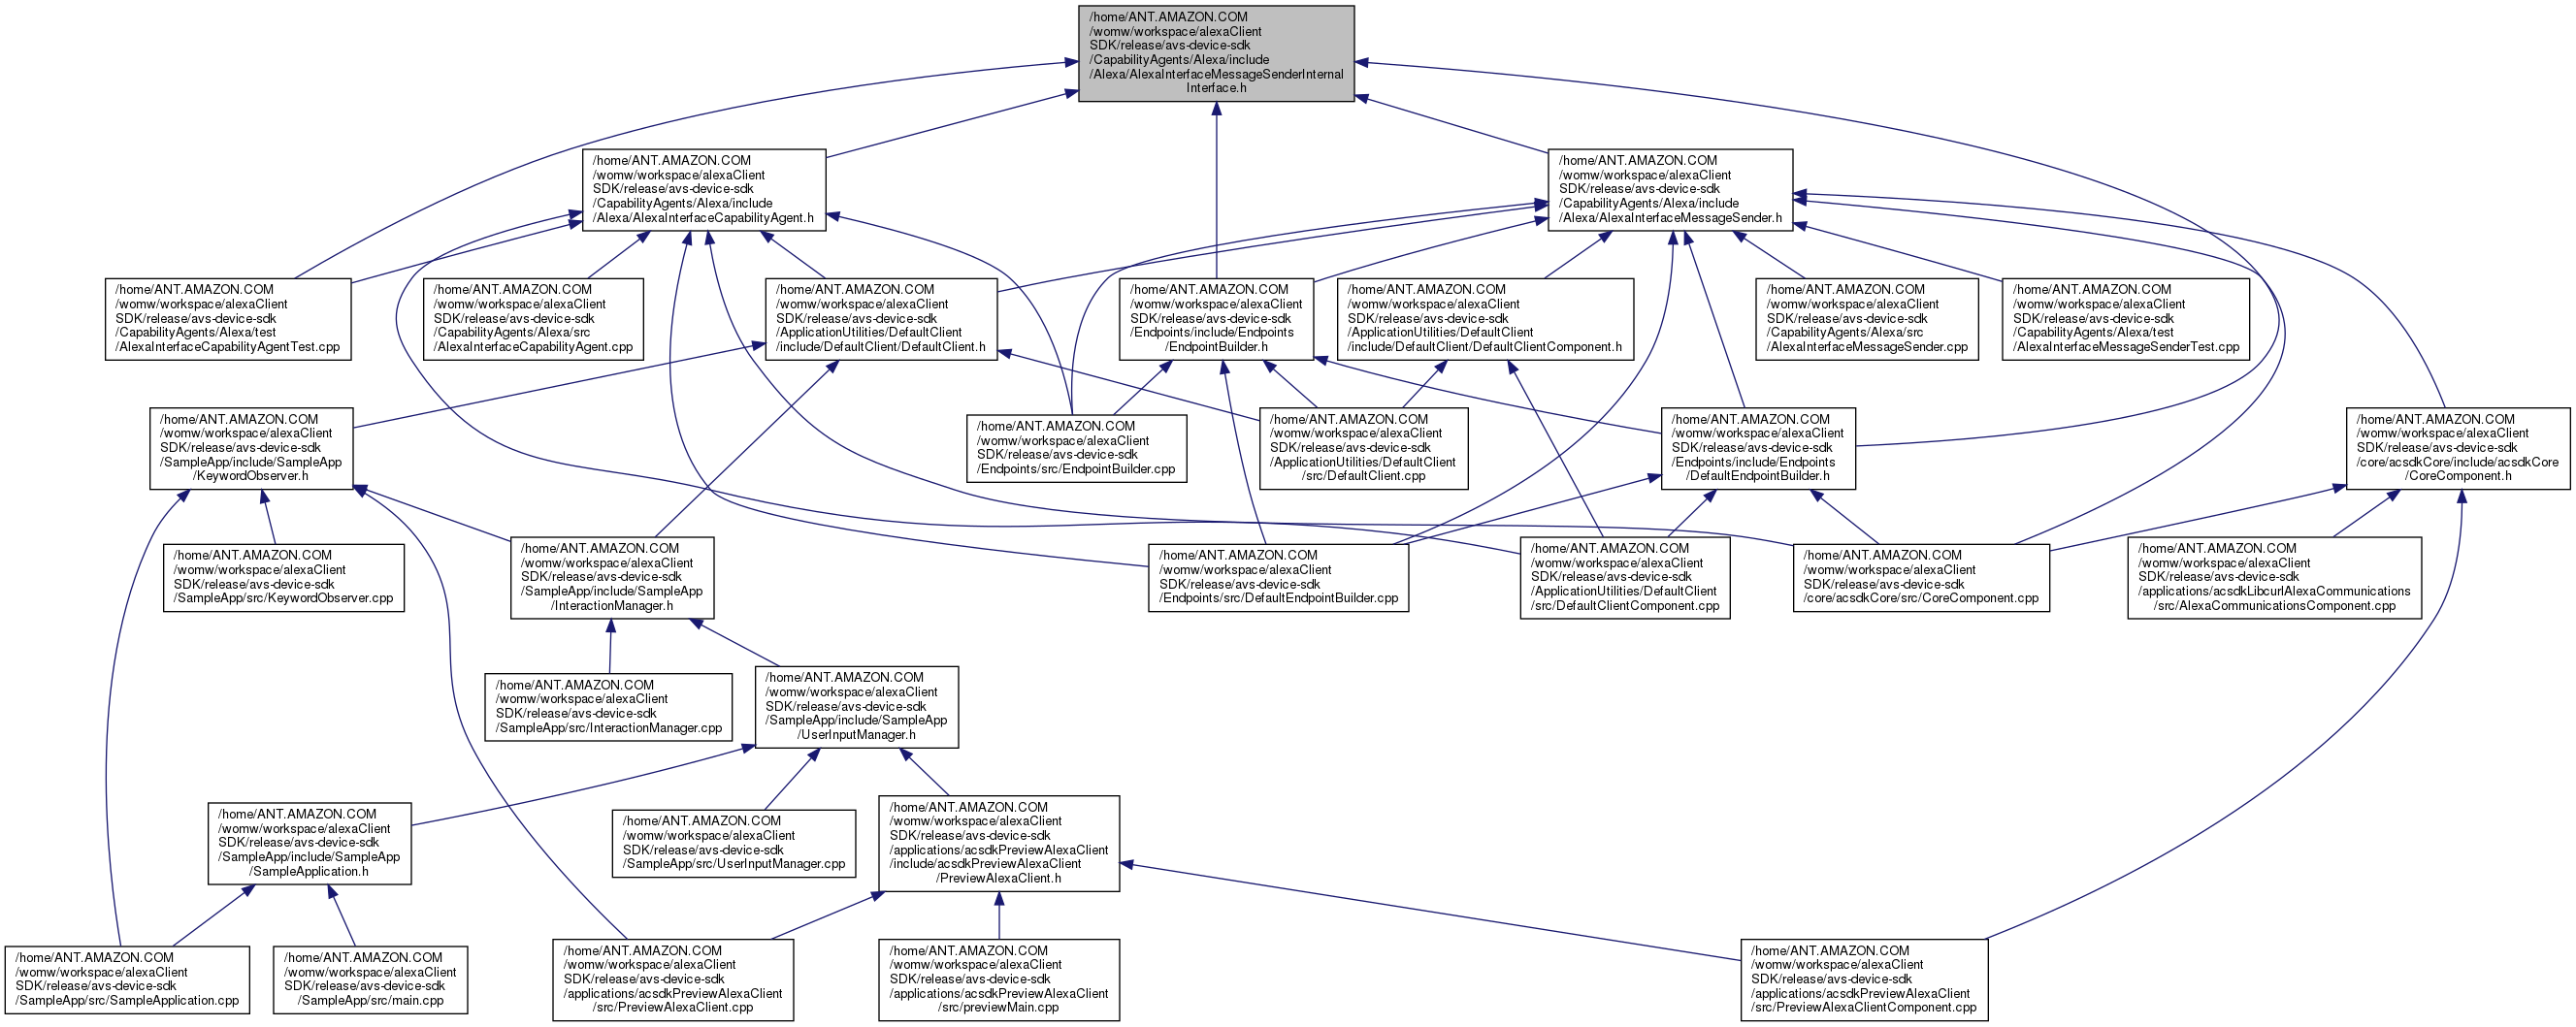 /home/ANT.AMAZON.COM
/womw/workspace/alexaClient
SDK/release/avs-device-sdk
/CapabilityAgents/Alexa/include
/Alexa/AlexaInterfaceMessageSenderInternal
Interface.h
/home/ANT.AMAZON.COM
/womw/workspace/alexaClient
SDK/release/avs-device-sdk
/CapabilityAgents/Alexa/include
/Alexa/AlexaInterfaceCapabilityAgent.h
/home/ANT.AMAZON.COM
/womw/workspace/alexaClient
SDK/release/avs-device-sdk
/CapabilityAgents/Alexa/include
/Alexa/AlexaInterfaceMessageSender.h
/home/ANT.AMAZON.COM
/womw/workspace/alexaClient
SDK/release/avs-device-sdk
/CapabilityAgents/Alexa/test
/AlexaInterfaceCapabilityAgentTest.cpp
/home/ANT.AMAZON.COM
/womw/workspace/alexaClient
SDK/release/avs-device-sdk
/CapabilityAgents/Alexa/src
/AlexaInterfaceCapabilityAgent.cpp
/home/ANT.AMAZON.COM
/womw/workspace/alexaClient
SDK/release/avs-device-sdk
/ApplicationUtilities/DefaultClient
/include/DefaultClient/DefaultClient.h
/home/ANT.AMAZON.COM
/womw/workspace/alexaClient
SDK/release/avs-device-sdk
/Endpoints/include/Endpoints
/EndpointBuilder.h
/home/ANT.AMAZON.COM
/womw/workspace/alexaClient
SDK/release/avs-device-sdk
/ApplicationUtilities/DefaultClient
/include/DefaultClient/DefaultClientComponent.h
/home/ANT.AMAZON.COM
/womw/workspace/alexaClient
SDK/release/avs-device-sdk
/CapabilityAgents/Alexa/src
/AlexaInterfaceMessageSender.cpp
/home/ANT.AMAZON.COM
/womw/workspace/alexaClient
SDK/release/avs-device-sdk
/CapabilityAgents/Alexa/test
/AlexaInterfaceMessageSenderTest.cpp
/home/ANT.AMAZON.COM
/womw/workspace/alexaClient
SDK/release/avs-device-sdk
/SampleApp/include/SampleApp
/KeywordObserver.h
/home/ANT.AMAZON.COM
/womw/workspace/alexaClient
SDK/release/avs-device-sdk
/Endpoints/src/EndpointBuilder.cpp
/home/ANT.AMAZON.COM
/womw/workspace/alexaClient
SDK/release/avs-device-sdk
/ApplicationUtilities/DefaultClient
/src/DefaultClient.cpp
/home/ANT.AMAZON.COM
/womw/workspace/alexaClient
SDK/release/avs-device-sdk
/Endpoints/include/Endpoints
/DefaultEndpointBuilder.h
/home/ANT.AMAZON.COM
/womw/workspace/alexaClient
SDK/release/avs-device-sdk
/core/acsdkCore/include/acsdkCore
/CoreComponent.h
/home/ANT.AMAZON.COM
/womw/workspace/alexaClient
SDK/release/avs-device-sdk
/SampleApp/src/KeywordObserver.cpp
/home/ANT.AMAZON.COM
/womw/workspace/alexaClient
SDK/release/avs-device-sdk
/SampleApp/include/SampleApp
/InteractionManager.h
/home/ANT.AMAZON.COM
/womw/workspace/alexaClient
SDK/release/avs-device-sdk
/Endpoints/src/DefaultEndpointBuilder.cpp
/home/ANT.AMAZON.COM
/womw/workspace/alexaClient
SDK/release/avs-device-sdk
/ApplicationUtilities/DefaultClient
/src/DefaultClientComponent.cpp
/home/ANT.AMAZON.COM
/womw/workspace/alexaClient
SDK/release/avs-device-sdk
/core/acsdkCore/src/CoreComponent.cpp
/home/ANT.AMAZON.COM
/womw/workspace/alexaClient
SDK/release/avs-device-sdk
/applications/acsdkLibcurlAlexaCommunications
/src/AlexaCommunicationsComponent.cpp
/home/ANT.AMAZON.COM
/womw/workspace/alexaClient
SDK/release/avs-device-sdk
/SampleApp/src/InteractionManager.cpp
/home/ANT.AMAZON.COM
/womw/workspace/alexaClient
SDK/release/avs-device-sdk
/SampleApp/include/SampleApp
/UserInputManager.h
/home/ANT.AMAZON.COM
/womw/workspace/alexaClient
SDK/release/avs-device-sdk
/SampleApp/include/SampleApp
/SampleApplication.h
/home/ANT.AMAZON.COM
/womw/workspace/alexaClient
SDK/release/avs-device-sdk
/SampleApp/src/UserInputManager.cpp
/home/ANT.AMAZON.COM
/womw/workspace/alexaClient
SDK/release/avs-device-sdk
/applications/acsdkPreviewAlexaClient
/include/acsdkPreviewAlexaClient
/PreviewAlexaClient.h
/home/ANT.AMAZON.COM
/womw/workspace/alexaClient
SDK/release/avs-device-sdk
/SampleApp/src/SampleApplication.cpp
/home/ANT.AMAZON.COM
/womw/workspace/alexaClient
SDK/release/avs-device-sdk
/SampleApp/src/main.cpp
/home/ANT.AMAZON.COM
/womw/workspace/alexaClient
SDK/release/avs-device-sdk
/applications/acsdkPreviewAlexaClient
/src/PreviewAlexaClient.cpp
/home/ANT.AMAZON.COM
/womw/workspace/alexaClient
SDK/release/avs-device-sdk
/applications/acsdkPreviewAlexaClient
/src/previewMain.cpp
/home/ANT.AMAZON.COM
/womw/workspace/alexaClient
SDK/release/avs-device-sdk
/applications/acsdkPreviewAlexaClient
/src/PreviewAlexaClientComponent.cpp